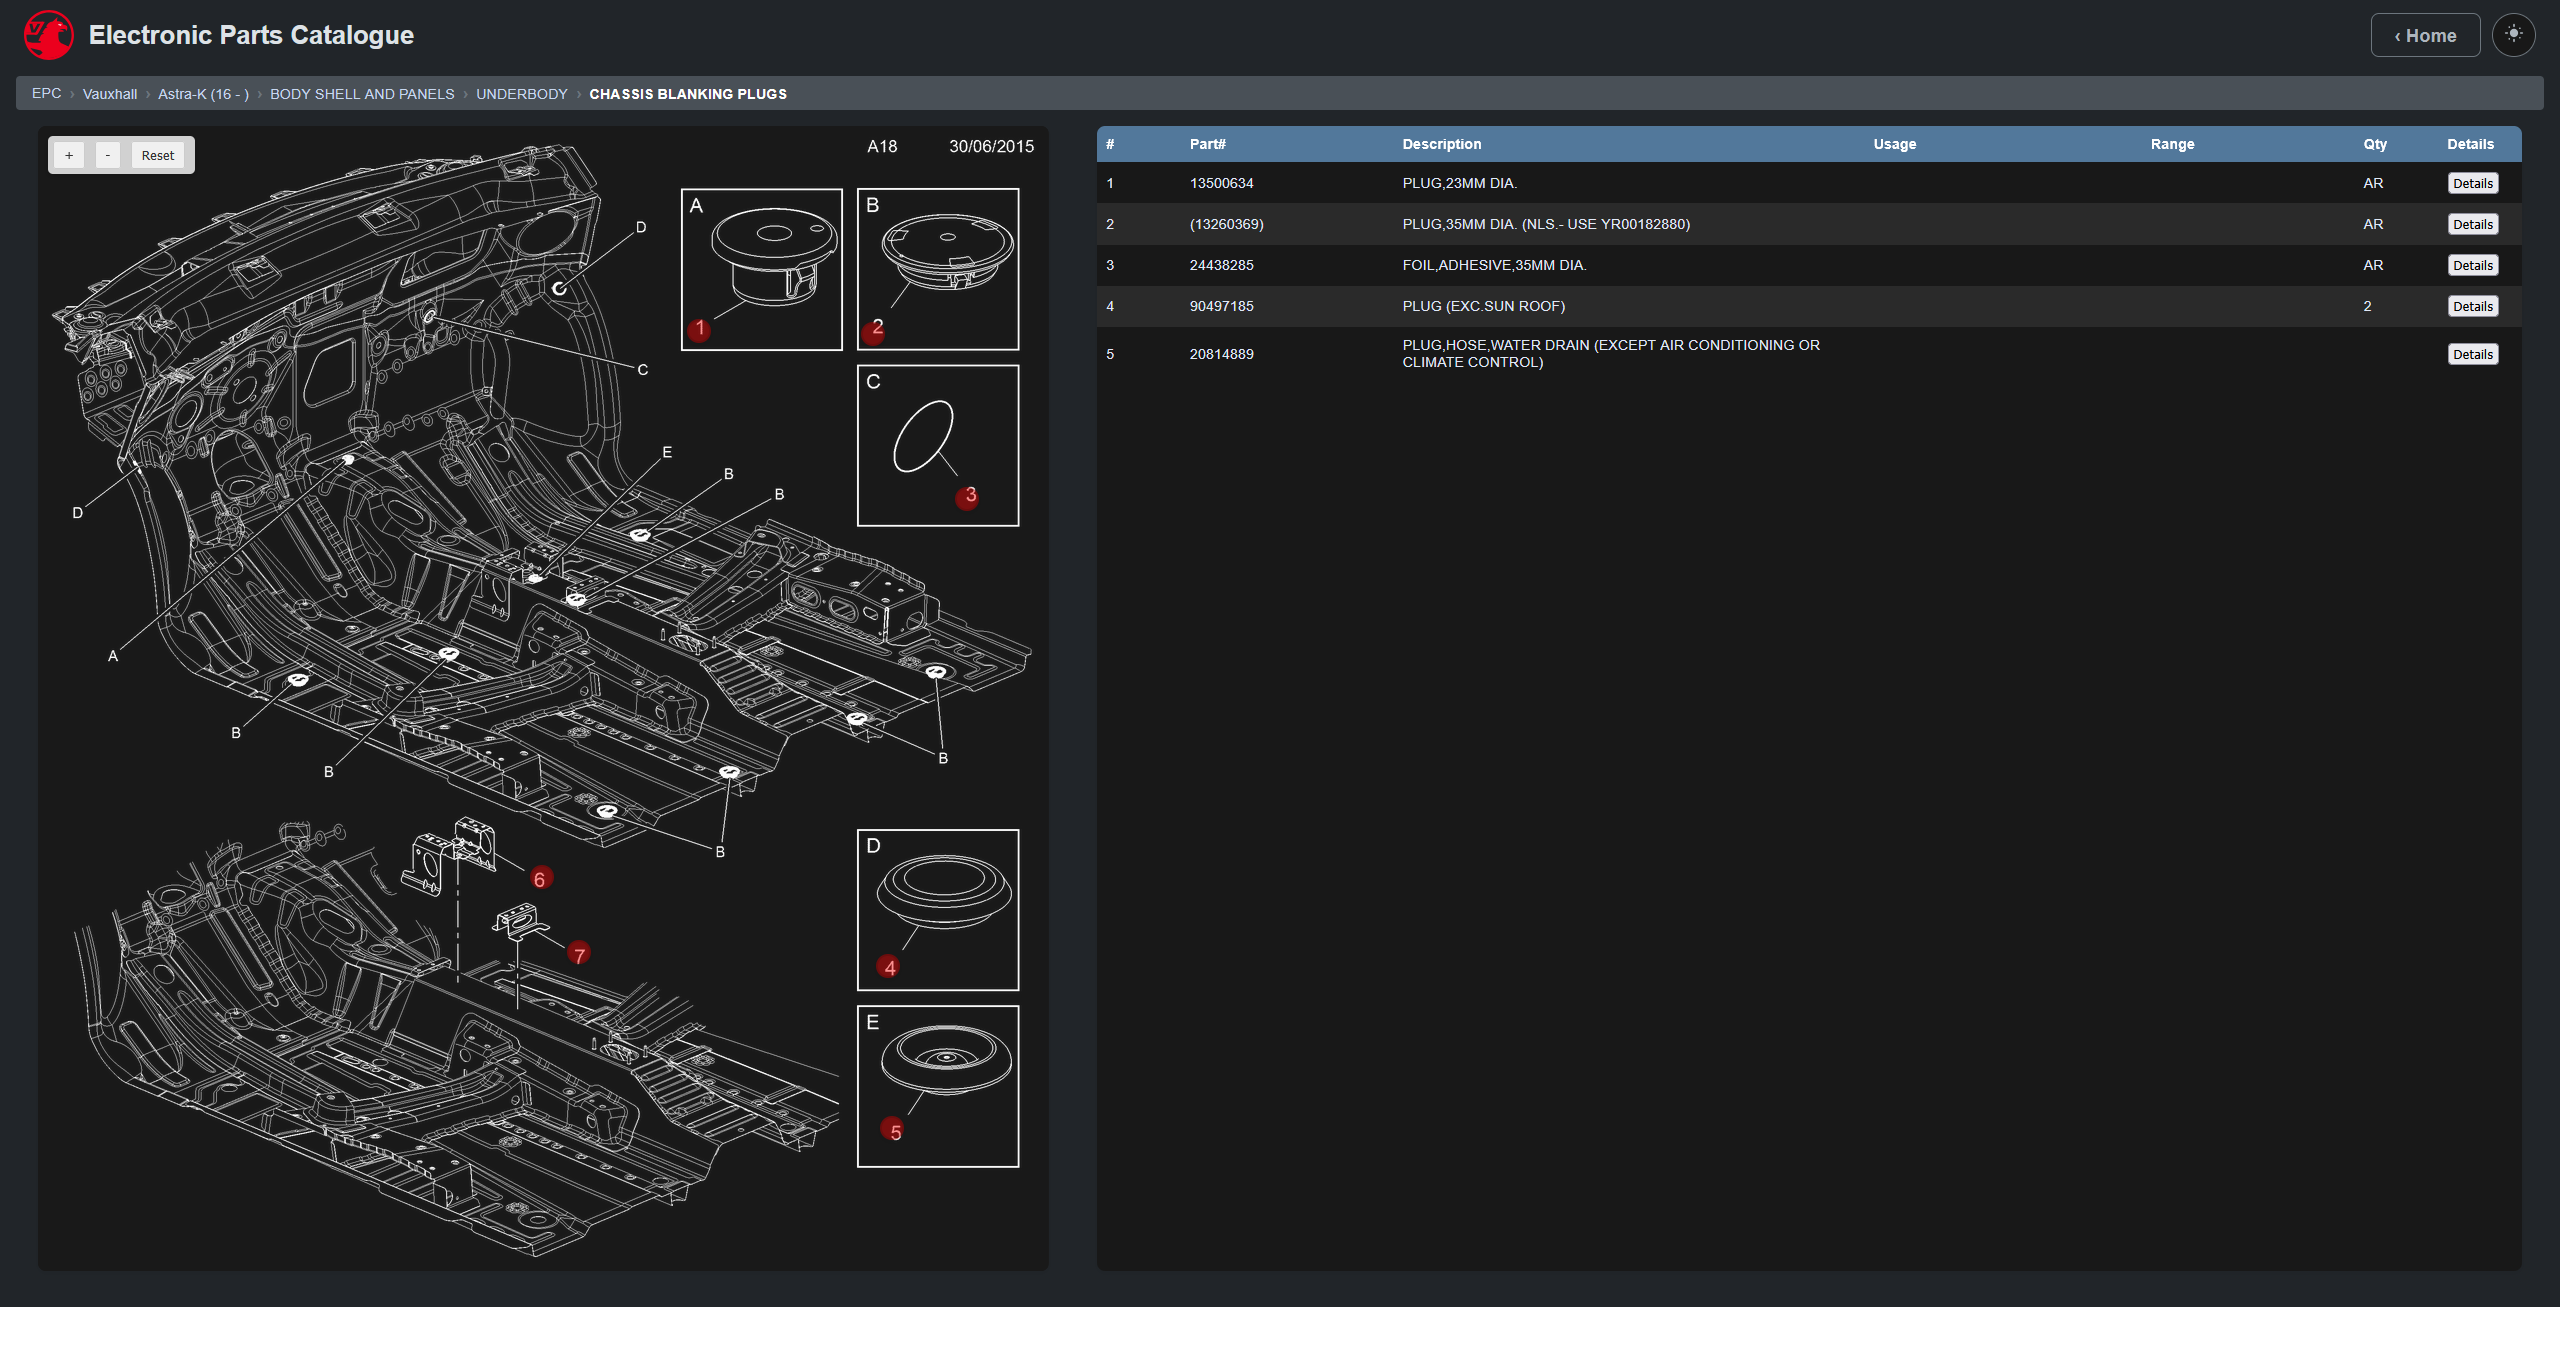 Electronic Parts Catalogue
‹ Home
EPC › Vauxhall › Astra-K (16 - ) › BODY SHELL AND PANELS › UNDERBODY › CHASSIS BLANKING PLUGS
+ - Reset
A18 30/06/2015
A
1
B
2
C
3
D
C
E
B
B
D
A
B
B
B
B
6
7
D
4
E
5
# Part# Description Usage Range Qty Details
1 13500634 PLUG,23MM DIA. AR Details
2 (13260369) PLUG,35MM DIA. (NLS.- USE YR00182880) AR Details
3 24438285 FOIL,ADHESIVE,35MM DIA. AR Details
4 90497185 PLUG (EXC.SUN ROOF) 2 Details
5 20814889 PLUG,HOSE,WATER DRAIN (EXCEPT AIR CONDITIONING OR
CLIMATE CONTROL) Details